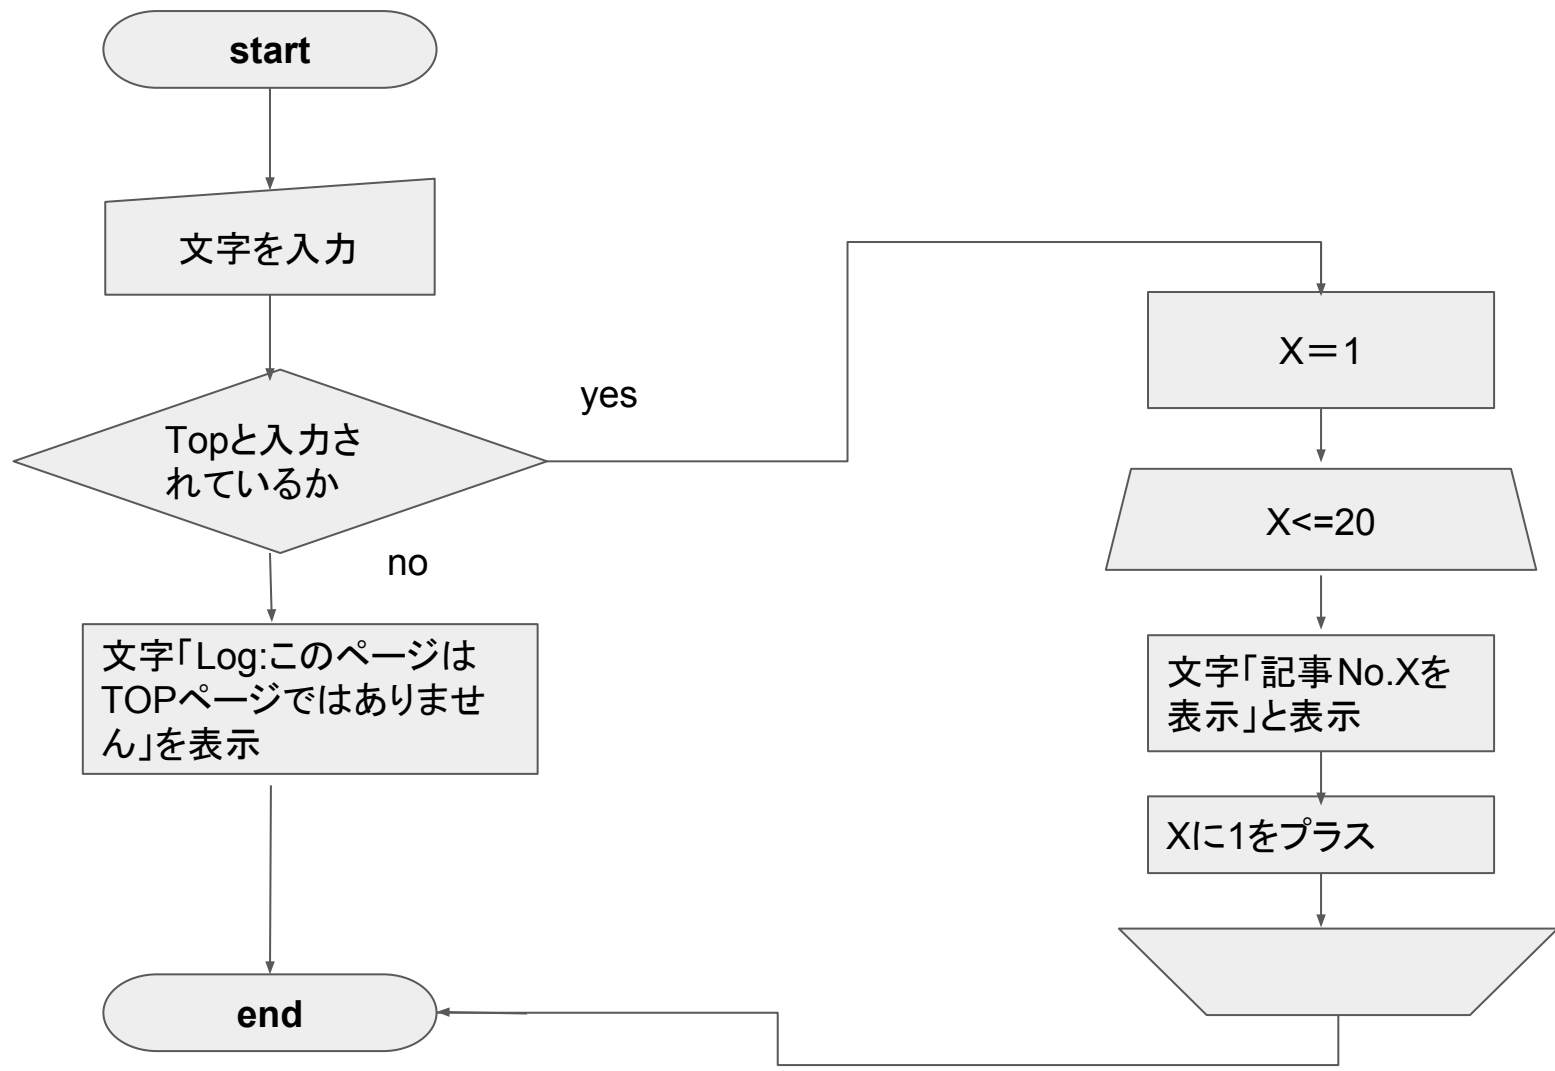 start
文字を入力
Topと入力さ
れているか
yes
no
文字「Log:このページは
TOPページではありませ
ん」を表示
end
X＝1
X<=20
文字「記事No.Xを
表示」と表示
Xに1をプラス